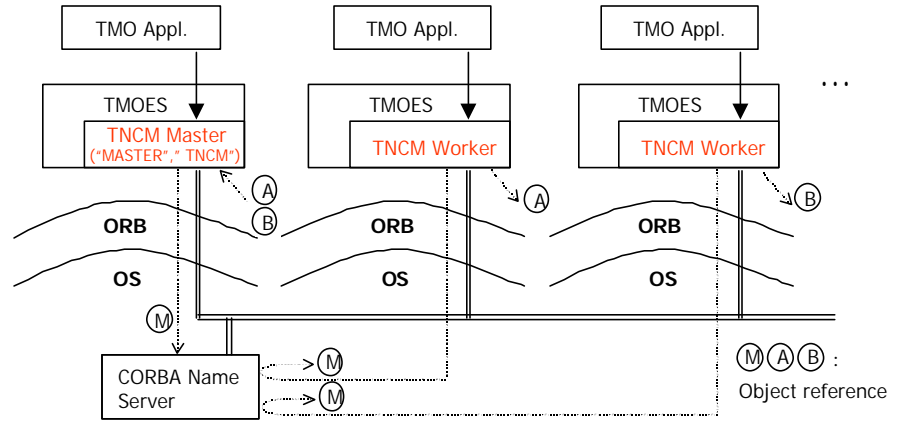 TMO Appl.
TMO Appl.
TMO Appl.
TMOES
TMOES
TMOES
...
TNCM Master
("MASTER"," TNCM")
TNCM Worker
TNCM Worker
A
B
A
B
ORB
ORB
ORB
OS
OS
OS
M
CORBA Name
Server
M
M
M A B :
Object reference